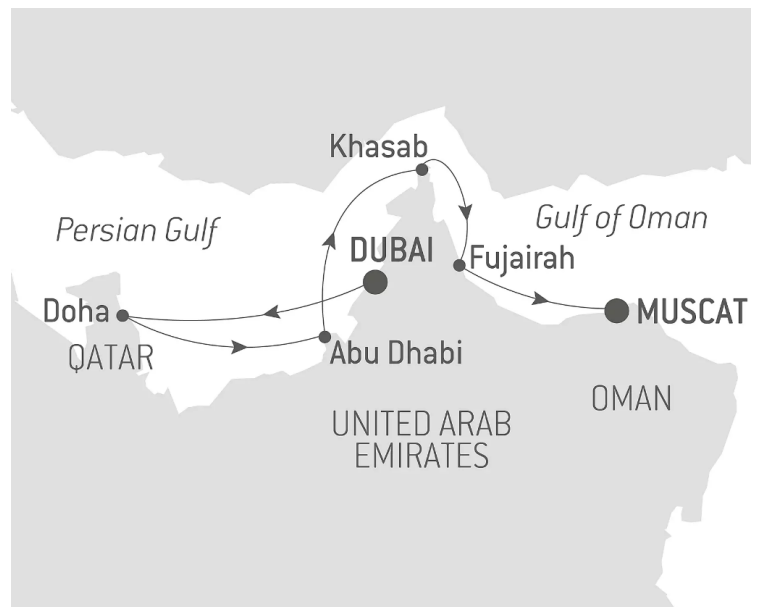 Khasab
Persian Gulf
Gulf of Oman
DUBAI
Fujairah
Doha
MUSCAT
QATAR
Abu Dhabi
OMAN
UNITED ARAB
EMIRATES